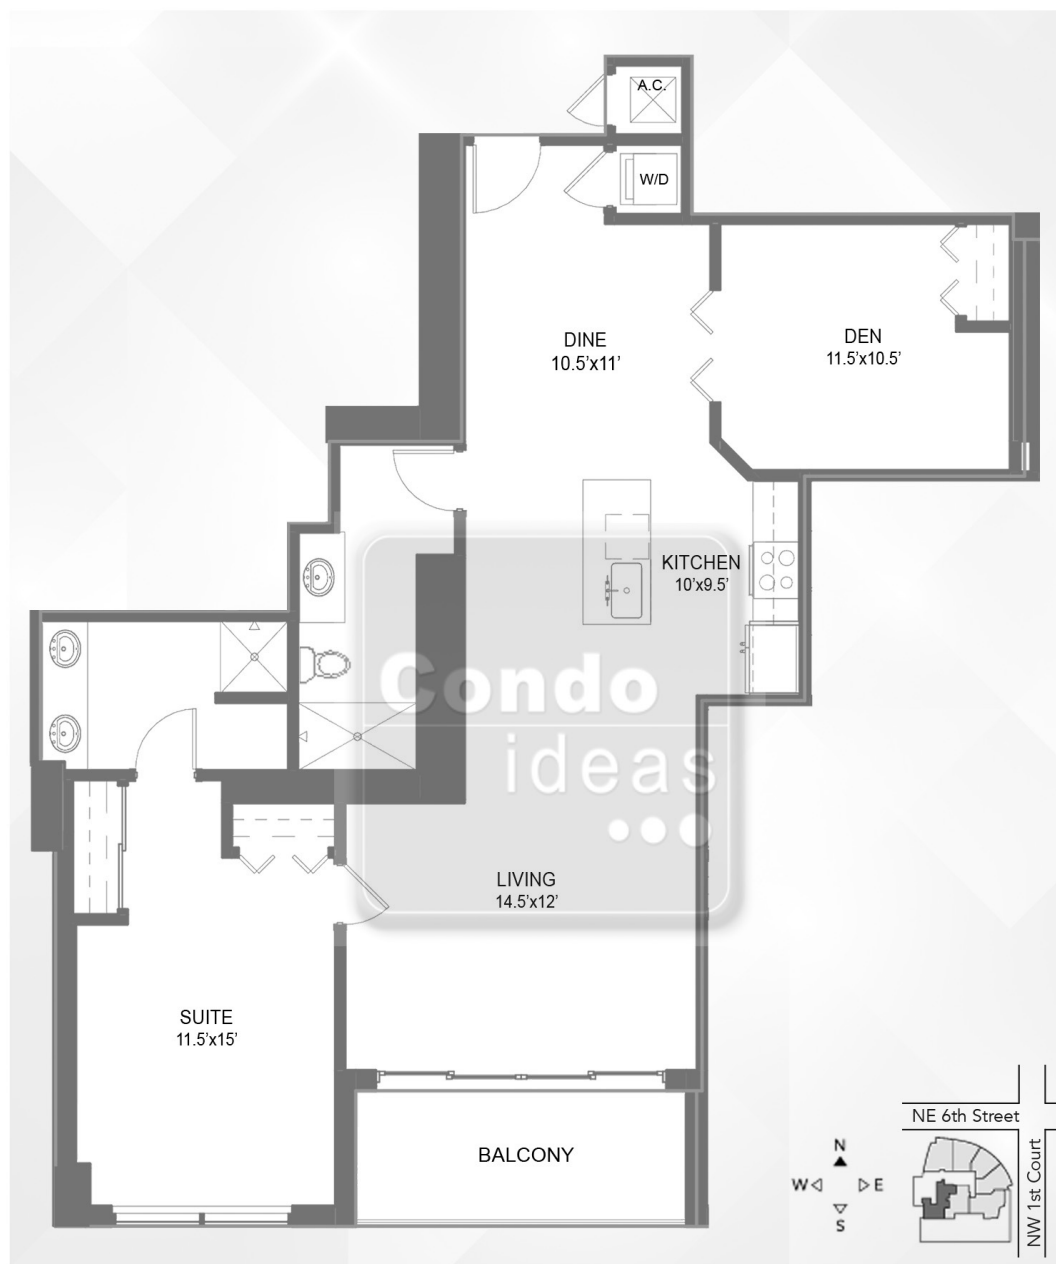 A.C.
W/D
DINE
10.5'x11'
DEN
11.5'x10.5'
KITCHEN
10'x9.5'
Condo
ideas
LIVING
14.5'x12'
SUITE
11.5'x15'
BALCONY
NE 6th Street
NW 1st Court
N
W E
S